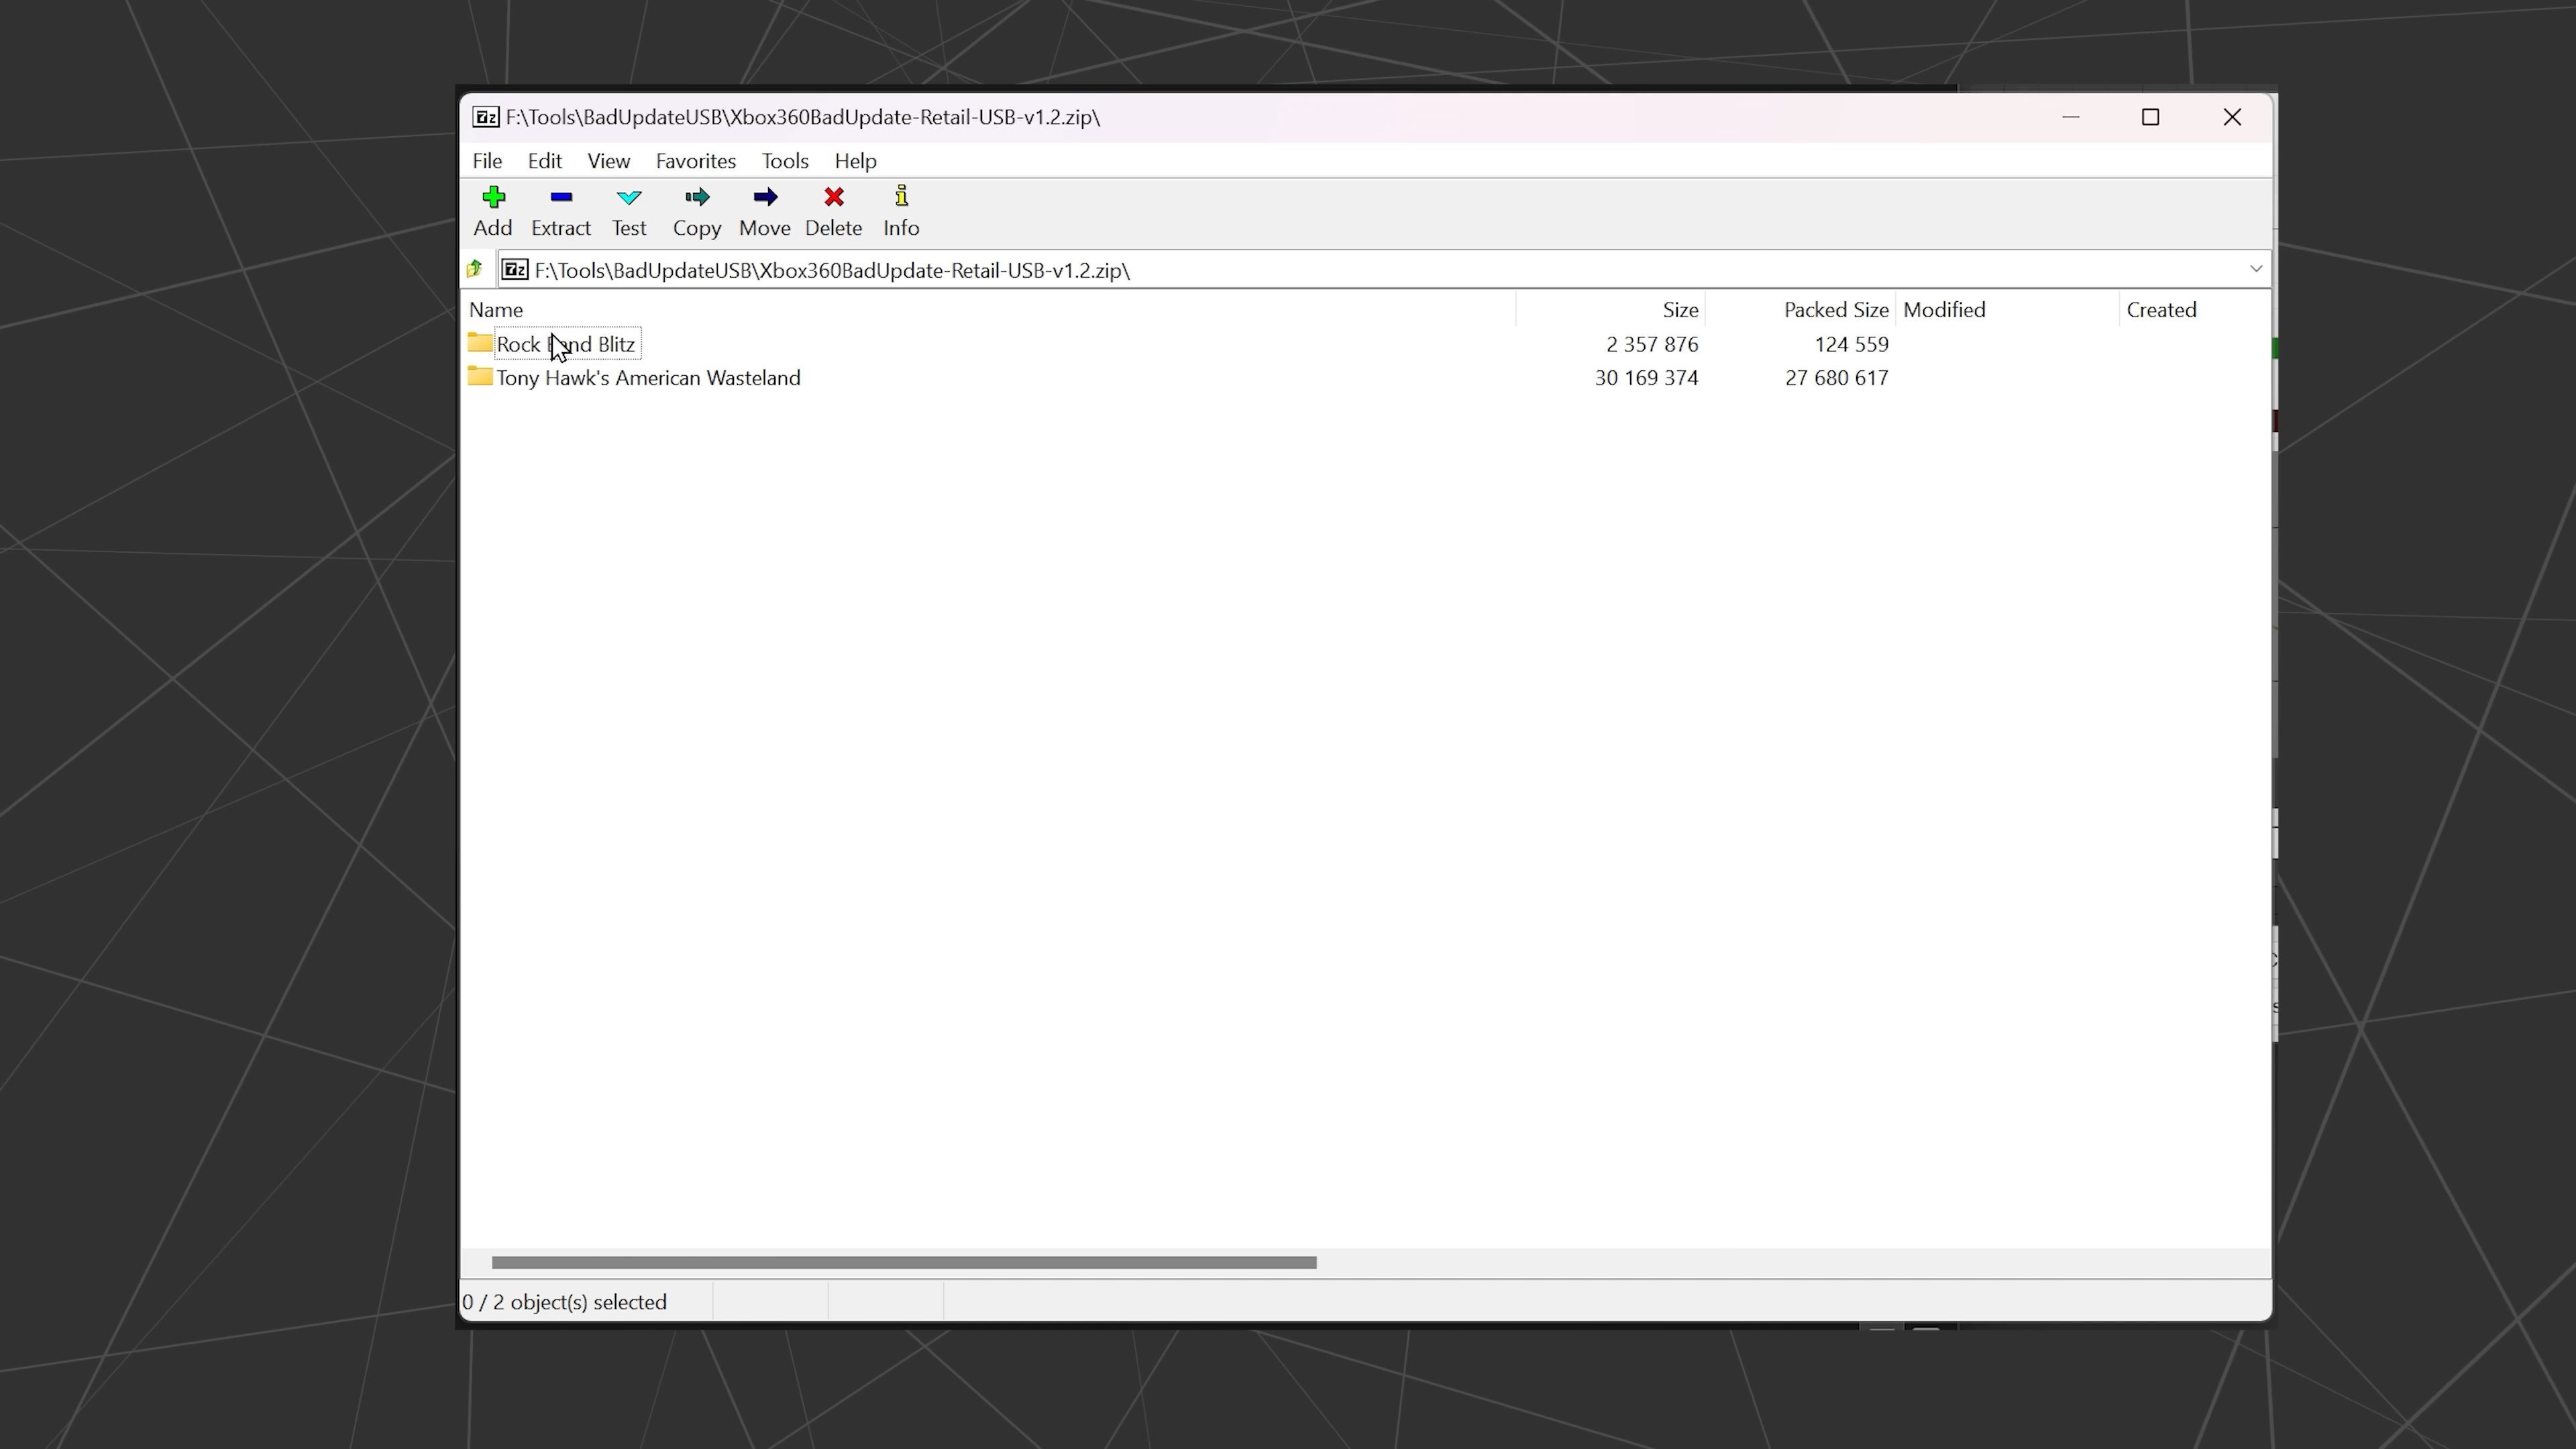 7z F:\Tools\BadUpdateUSB\Xbox360BadUpdate-Retail-USB-v1.2.zip\
File Edit View Favorites Tools Help
Add Extract Test Copy Move Delete Info
7z F:\Tools\BadUpdateUSB\Xbox360BadUpdate-Retail-USB-v1.2.zip\
Name Size Packed Size Modified Created
Rock Band Blitz 2 357 876 124 559
Tony Hawk's American Wasteland 30 169 374 27 680 617
0 / 2 object(s) selected